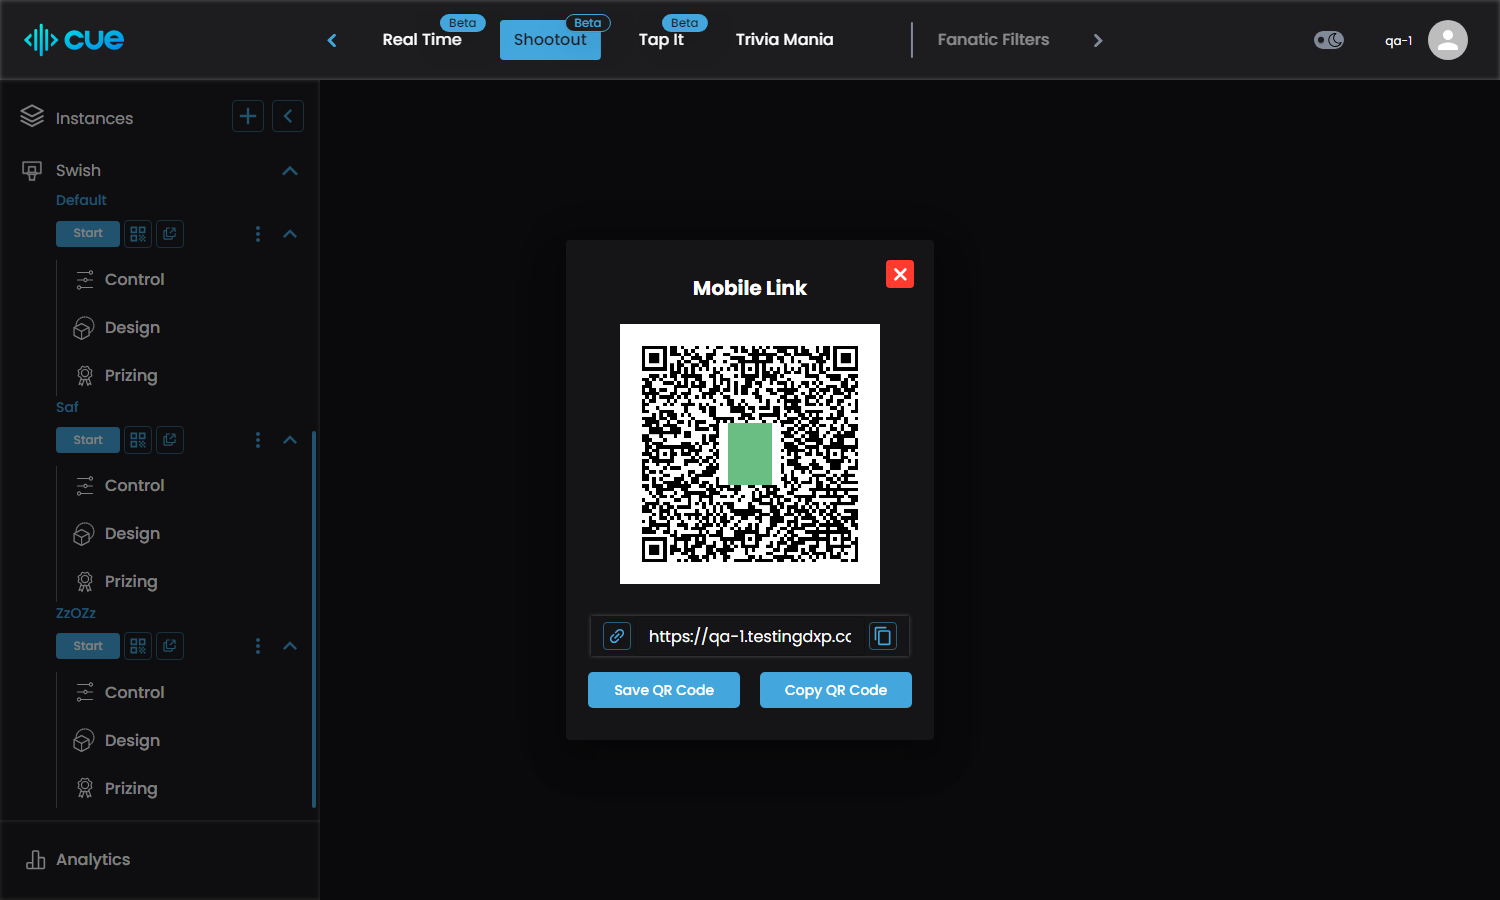 cue
Real Time
Beta
Shootout
Beta
Tap It
Beta
Trivia Mania
Fanatic Filters
qa-1
Instances
Swish
Default
Start
Control
Design
Prizing
Saf
Start
Control
Design
Prizing
ZzOZz
Start
Control
Design
Prizing
Analytics
Mobile Link
https://qa-1.testingdxp.cc
Save QR Code
Copy QR Code